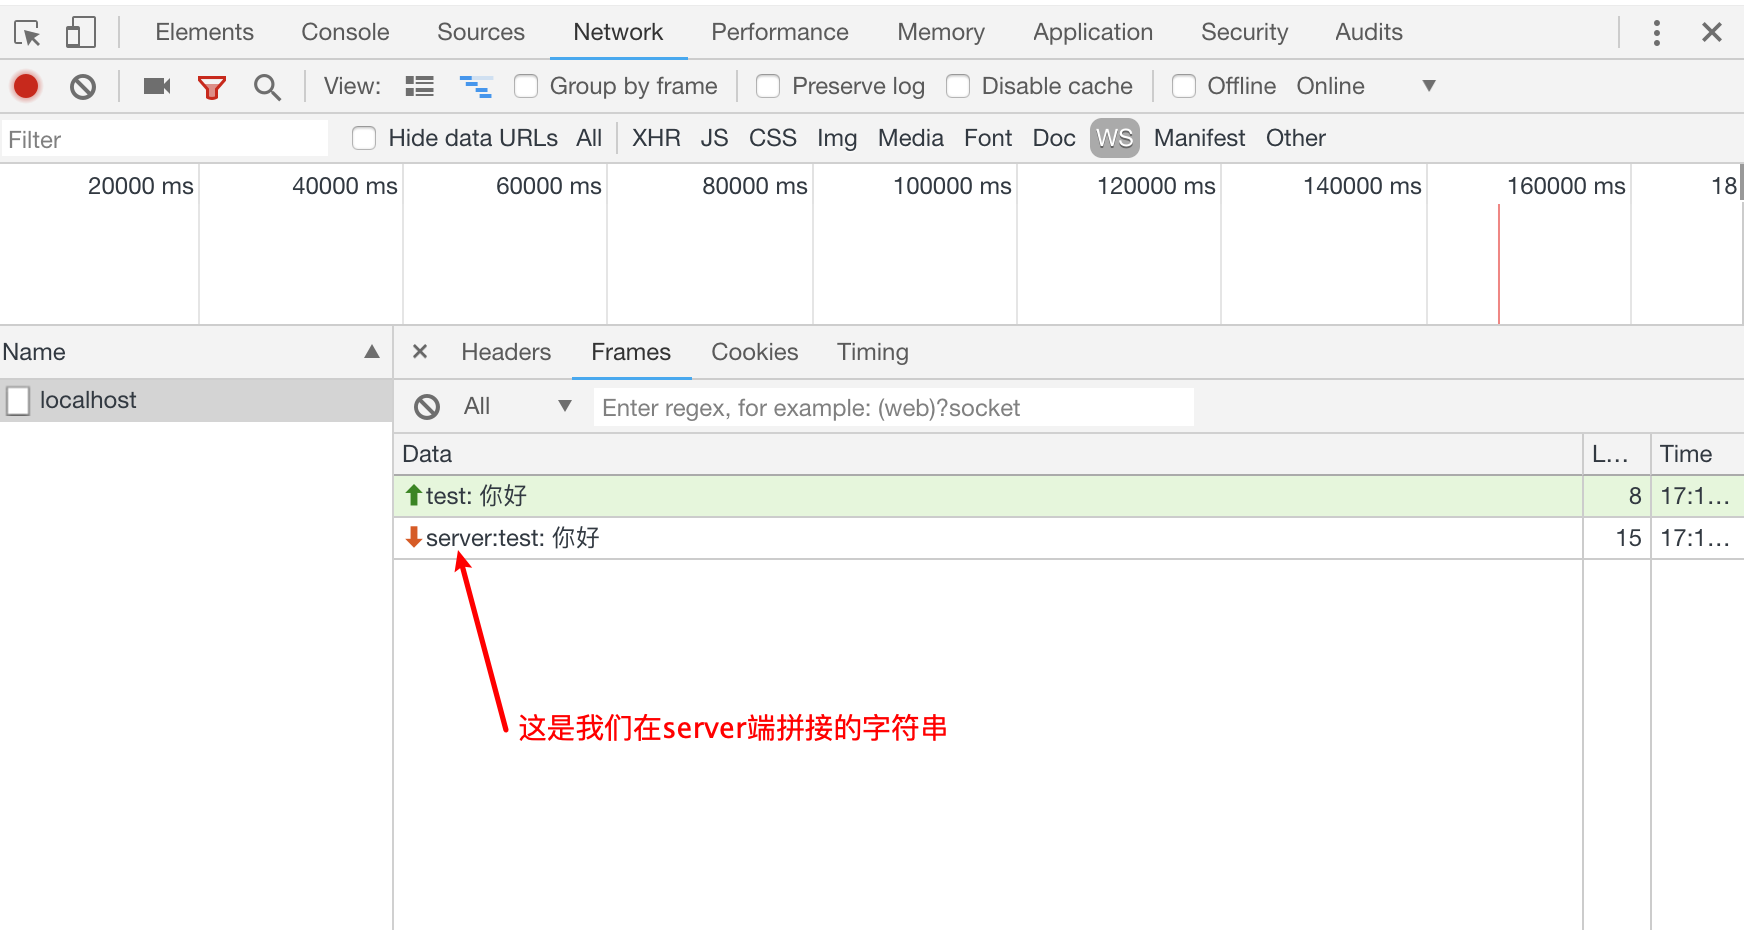 Elements Console Sources Network Performance Memory Application Security Audits
View: Group by frame Preserve log Disable cache Offline Online
Filter Hide data URLs All XHR JS CSS Img Media Font Doc WS Manifest Other
20000 ms 40000 ms 60000 ms 80000 ms 100000 ms 120000 ms 140000 ms 160000 ms 18
Name Headers Frames Cookies Timing
localhost All Enter regex, for example: (web)?socket
Data L... Time
test: 你好 8 17:1...
server:test: 你好 15 17:1...
这是我们在server端拼接的字符串